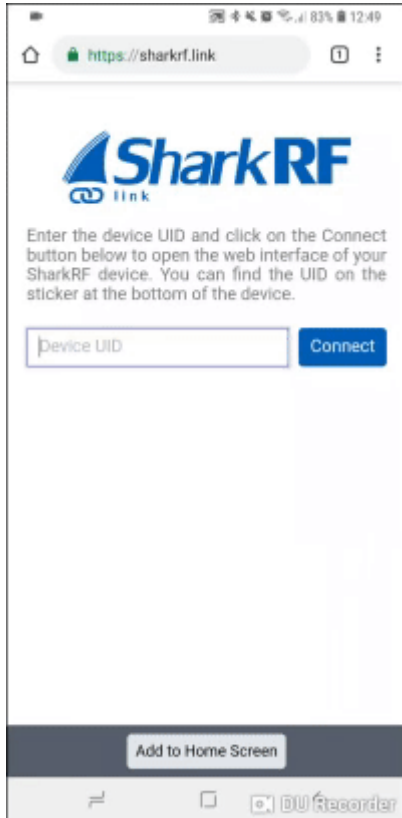 83% 12:49
https://sharkrf.link
1
SharkRF
link
Enter the device UID and click on the Connect
button below to open the web interface of your
SharkRF device. You can find the UID on the
sticker at the bottom of the device.
Device UID
Connect
Add to Home Screen
DU Recorder